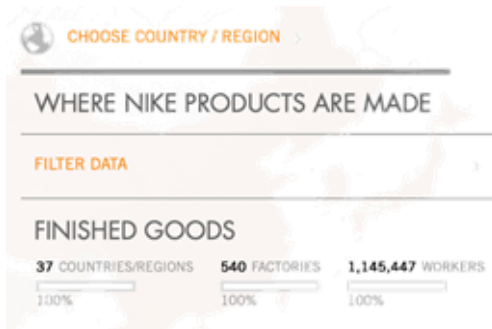 CHOOSE COUNTRY / REGION
WHERE NIKE PRODUCTS ARE MADE
FILTER DATA
FINISHED GOODS
37 COUNTRIES/REGIONS 540 FACTORIES 1,145,447 WORKERS
100% 100% 100%